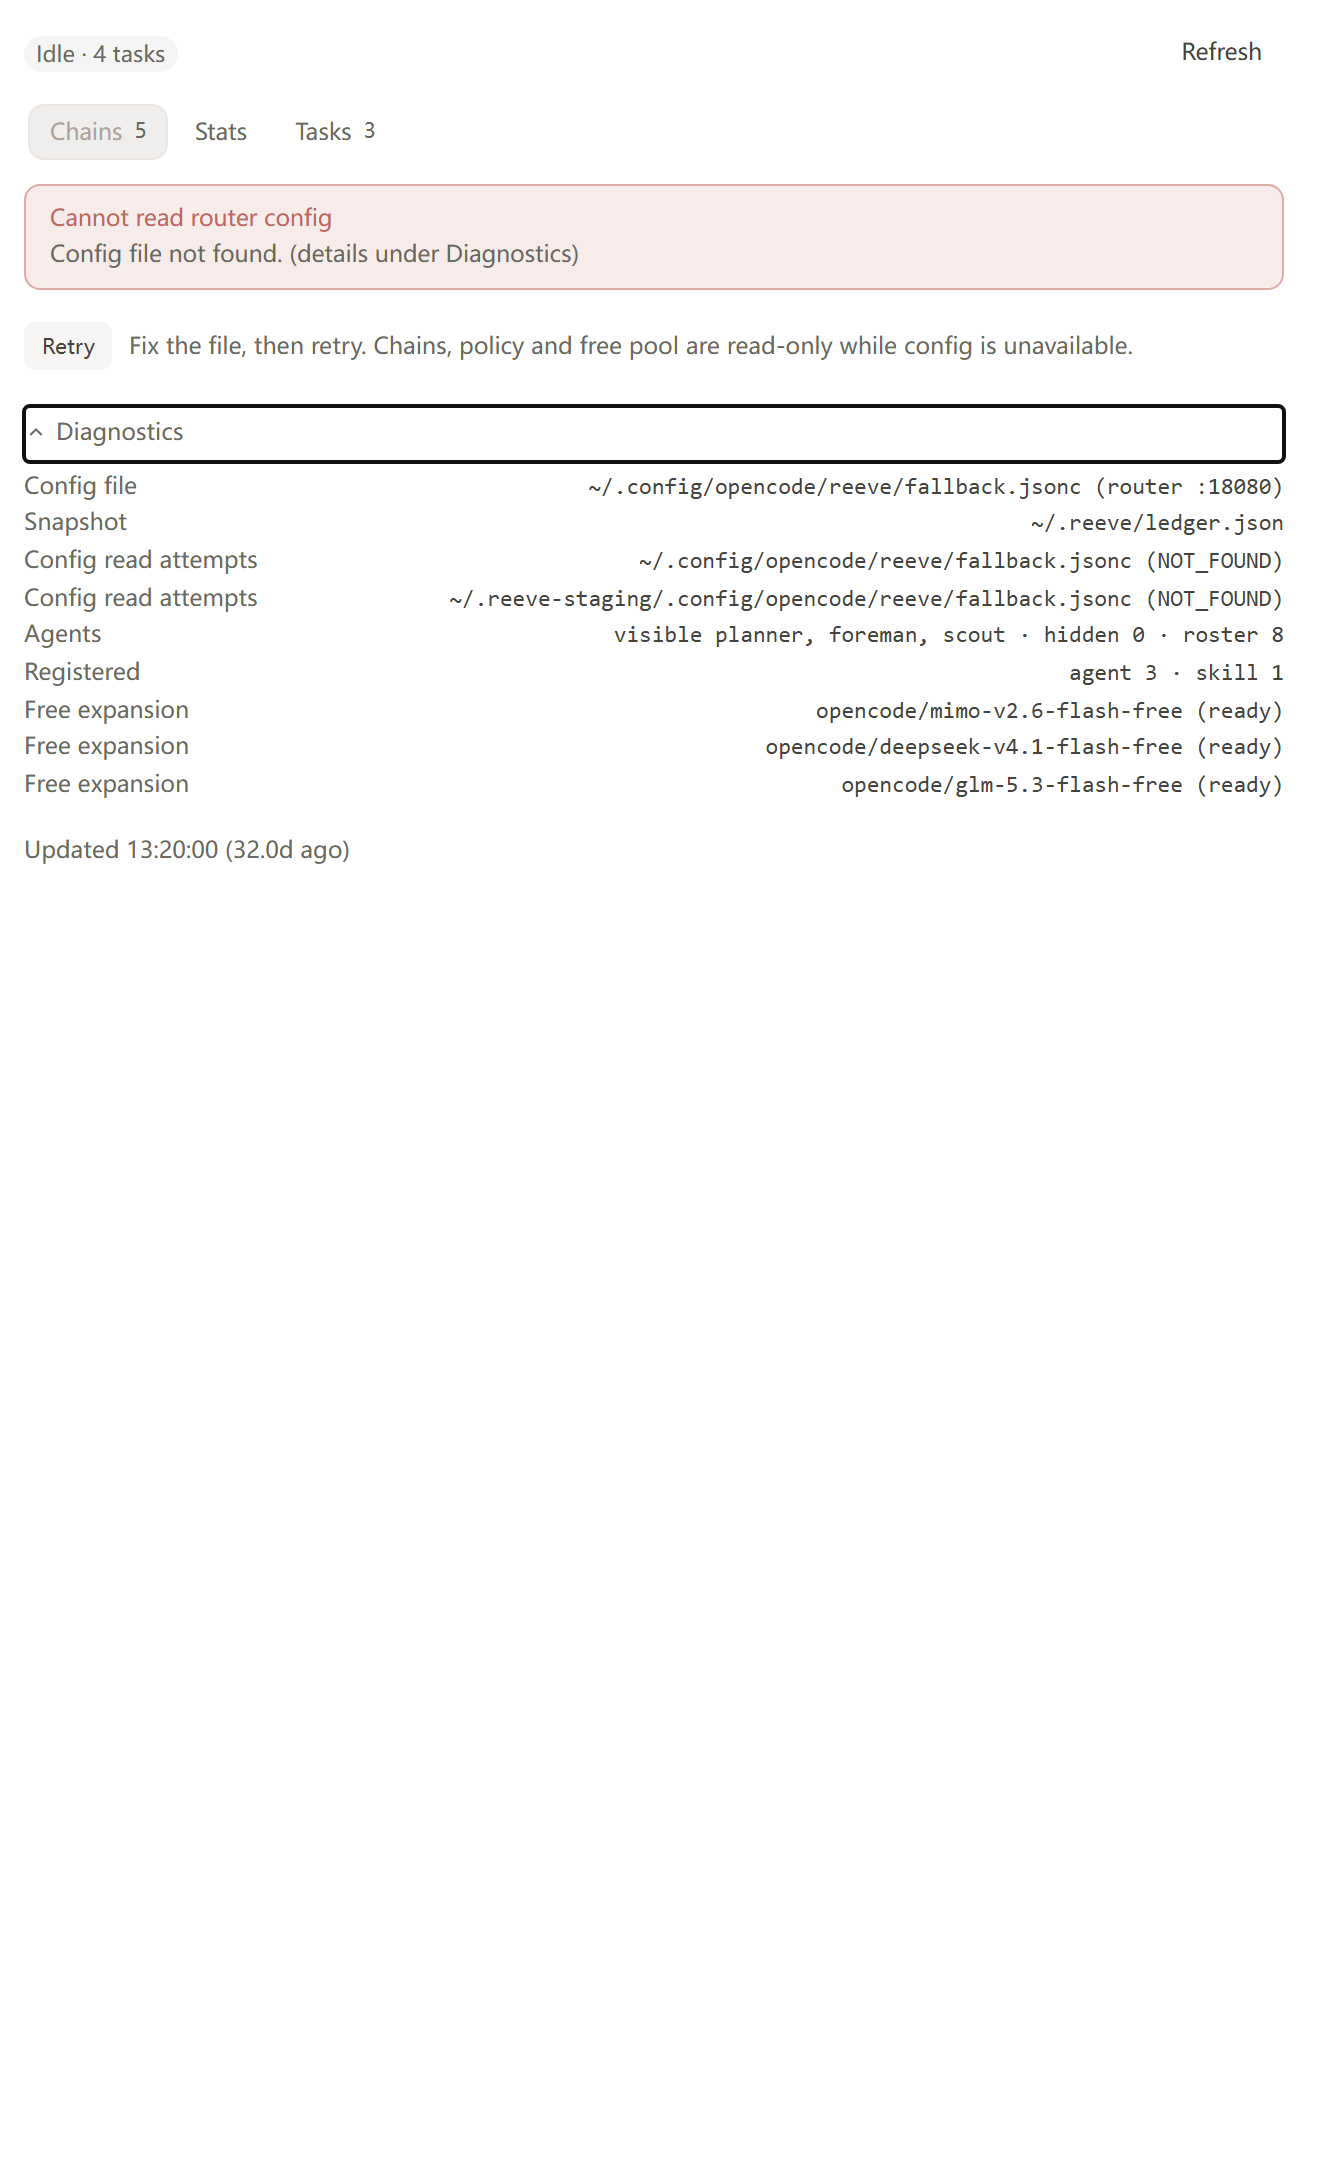 Idle · 4 tasks
Refresh
Chains 5 Stats Tasks 3
Cannot read router config
Config file not found. (details under Diagnostics)
Retry Fix the file, then retry. Chains, policy and free pool are read-only while config is unavailable.
Diagnostics
Config file ~/.config/opencode/reeve/fallback.jsonc (router :18080)
Snapshot ~/.reeve/ledger.json
Config read attempts ~/.config/opencode/reeve/fallback.jsonc (NOT_FOUND)
Config read attempts ~/.reeve-staging/.config/opencode/reeve/fallback.jsonc (NOT_FOUND)
Agents visible planner, foreman, scout · hidden 0 · roster 8
Registered agent 3 · skill 1
Free expansion opencode/mimo-v2.6-flash-free (ready)
Free expansion opencode/deepseek-v4.1-flash-free (ready)
Free expansion opencode/glm-5.3-flash-free (ready)
Updated 13:20:00 (32.0d ago)